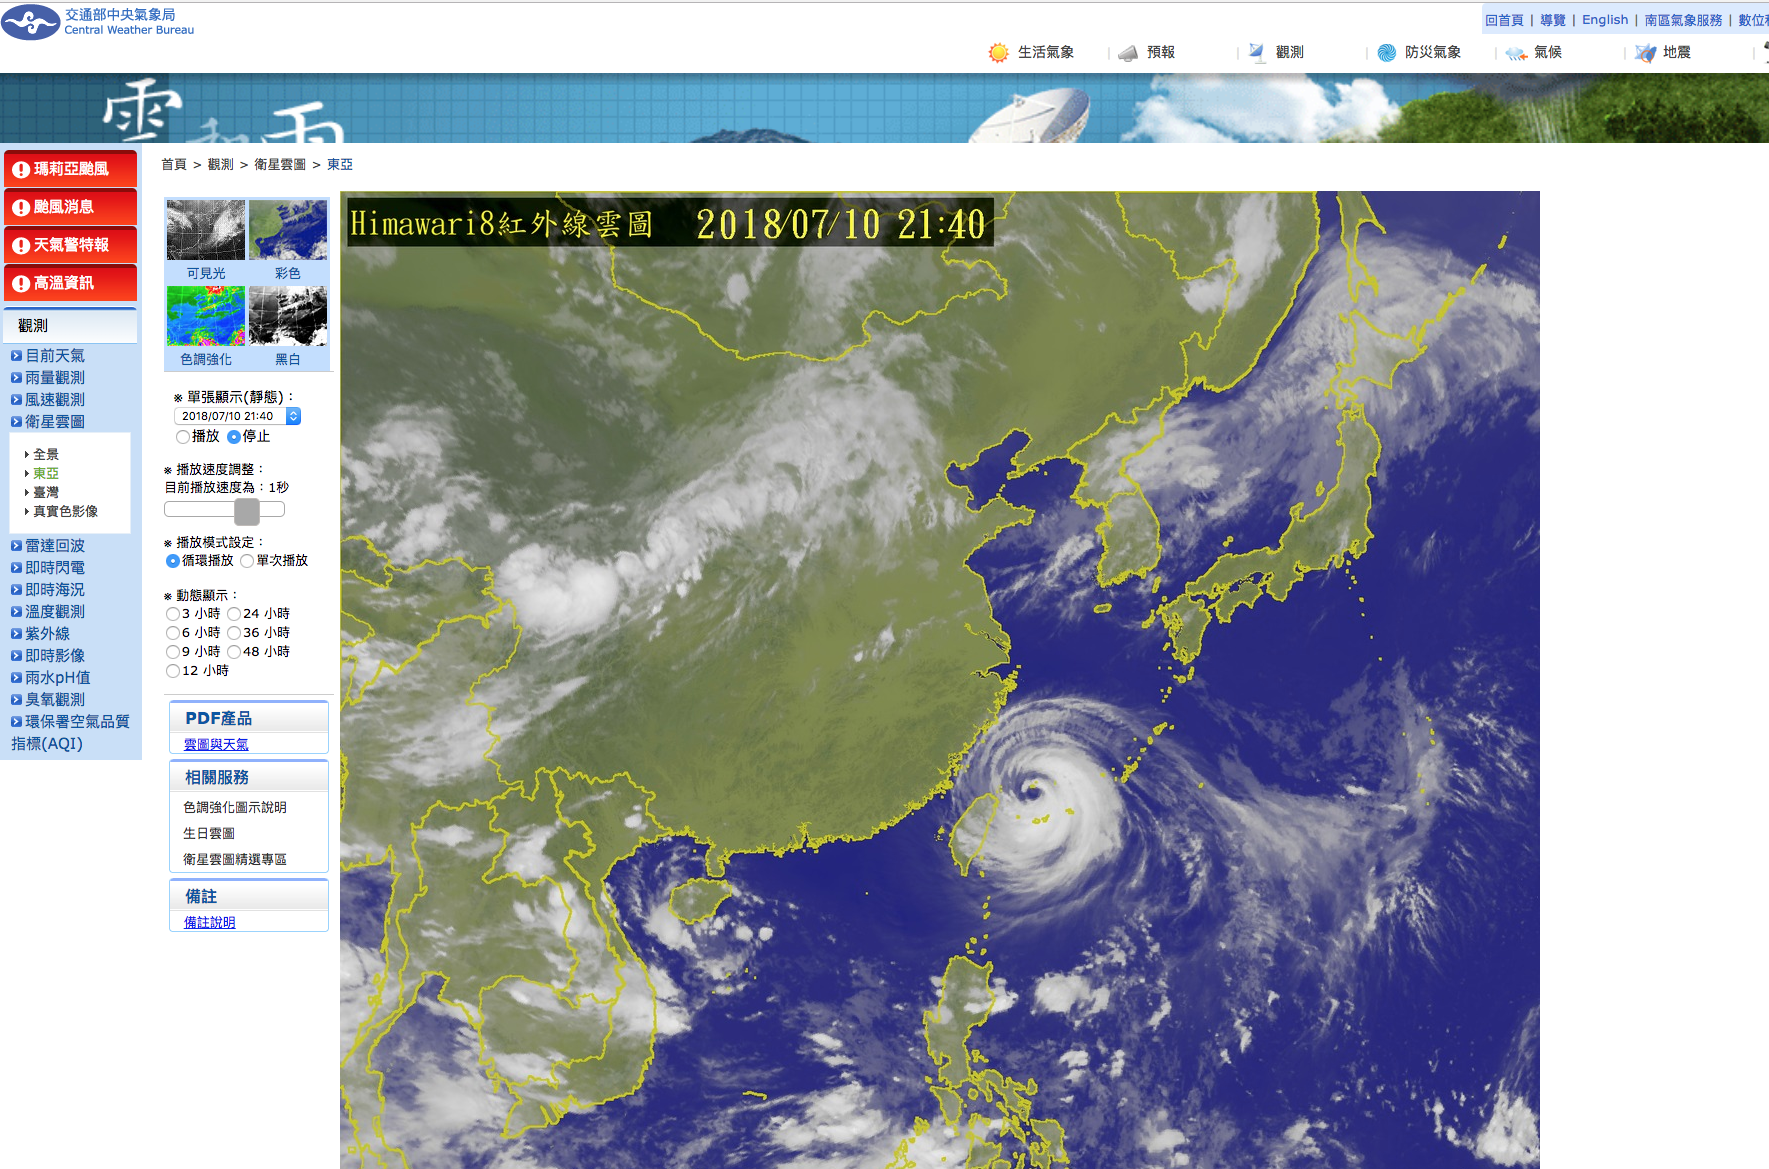 交通部中央氣象局
Central Weather Bureau
回首頁 | 導覽 | English | 南區氣象服務 | 數位
生活氣象 | 預報 | 觀測 | 防災氣象 | 氣候 | 地震 |
雲和雨
瑪莉亞颱風
颱風消息
天氣警特報
高溫資訊
觀測
目前天氣
雨量觀測
風速觀測
衛星雲圖
全景
東亞
臺灣
真實色影像
雷達回波
即時閃電
即時海況
溫度觀測
紫外線
即時影像
雨水pH值
臭氧觀測
環保署空氣品質
指標(AQI)
首頁 > 觀測 > 衛星雲圖 > 東亞
可見光 彩色
色調強化 黑白
※ 單張顯示(靜態)：
2018/07/10 21:40
播放 停止
※ 播放速度調整：
目前播放速度為：1秒
※ 播放模式設定：
循環播放 單次播放
※ 動態顯示：
3 小時 24 小時
6 小時 36 小時
9 小時 48 小時
12 小時
PDF產品
雲圖與天氣
相關服務
色調強化圖示說明
生日雲圖
衛星雲圖精選專區
備註
備註說明
Himawari8紅外線雲圖 2018/07/10 21:40